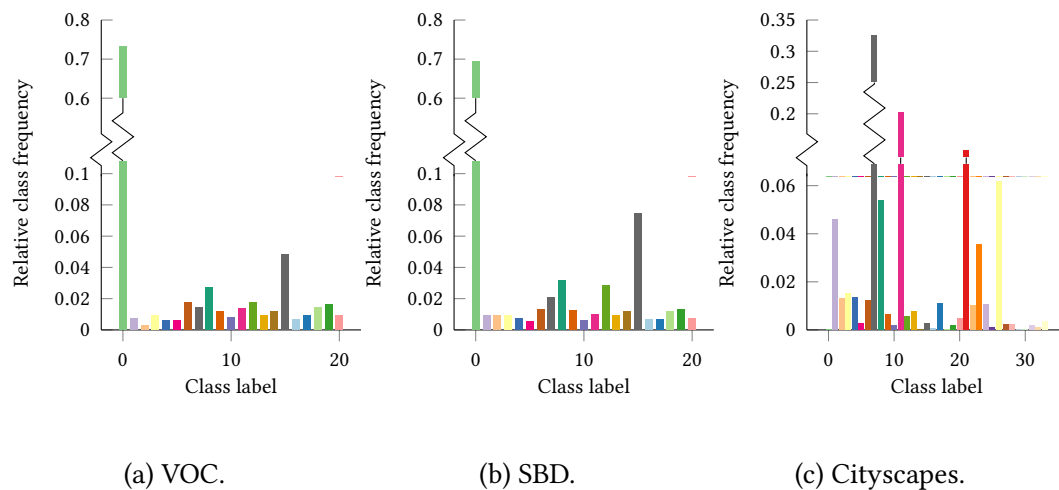 0.8
0.7
0.6
0.1
0.08
0.06
0.04
0.02
0
0 10 20
Relative class frequency
Class label
(a) VOC.
0.8
0.7
0.6
0.1
0.08
0.06
0.04
0.02
0
0 10 20
Relative class frequency
Class label
(b) SBD.
0.35
0.3
0.25
0.2
0.06
0.04
0.02
0
0 10 20 30
Relative class frequency
Class label
(c) Cityscapes.